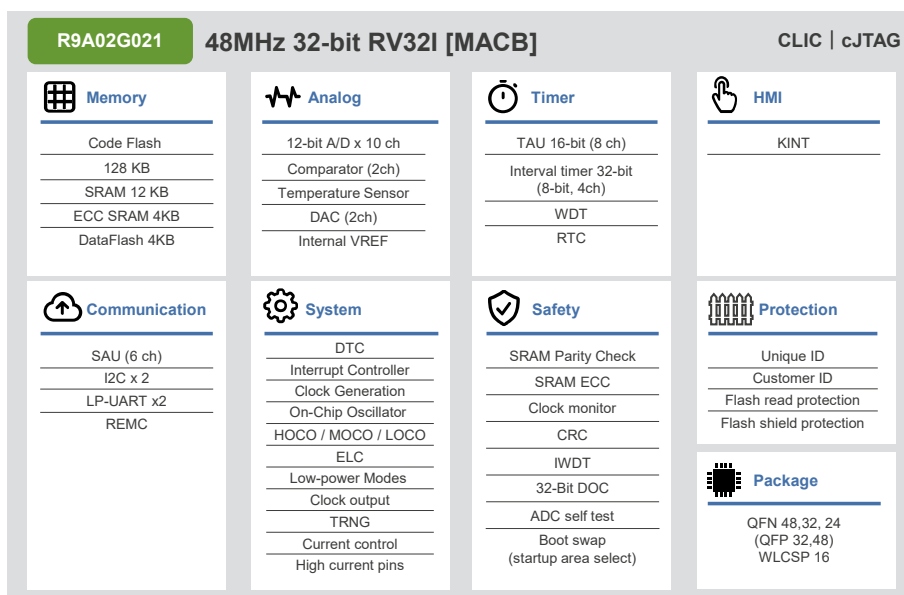 R9A02G021
48MHz 32-bit RV32I [MACB]
CLIC | cJTAG
Memory
Code Flash
128 KB
SRAM 12 KB
ECC SRAM 4KB
DataFlash 4KB
Analog
12-bit A/D x 10 ch
Comparator (2ch)
Temperature Sensor
DAC (2ch)
Internal VREF
Timer
TAU 16-bit (8 ch)
Interval timer 32-bit
(8-bit, 4ch)
WDT
RTC
HMI
KINT
Communication
SAU (6 ch)
I2C x 2
LP-UART x2
REMC
System
DTC
Interrupt Controller
Clock Generation
On-Chip Oscillator
HOCO / MOCO / LOCO
ELC
Low-power Modes
Clock output
TRNG
Current control
High current pins
Safety
SRAM Parity Check
SRAM ECC
Clock monitor
CRC
IWDT
32-Bit DOC
ADC self test
Boot swap
(startup area select)
Protection
Unique ID
Customer ID
Flash read protection
Flash shield protection
Package
QFN 48,32, 24
(QFP 32,48)
WLCSP 16